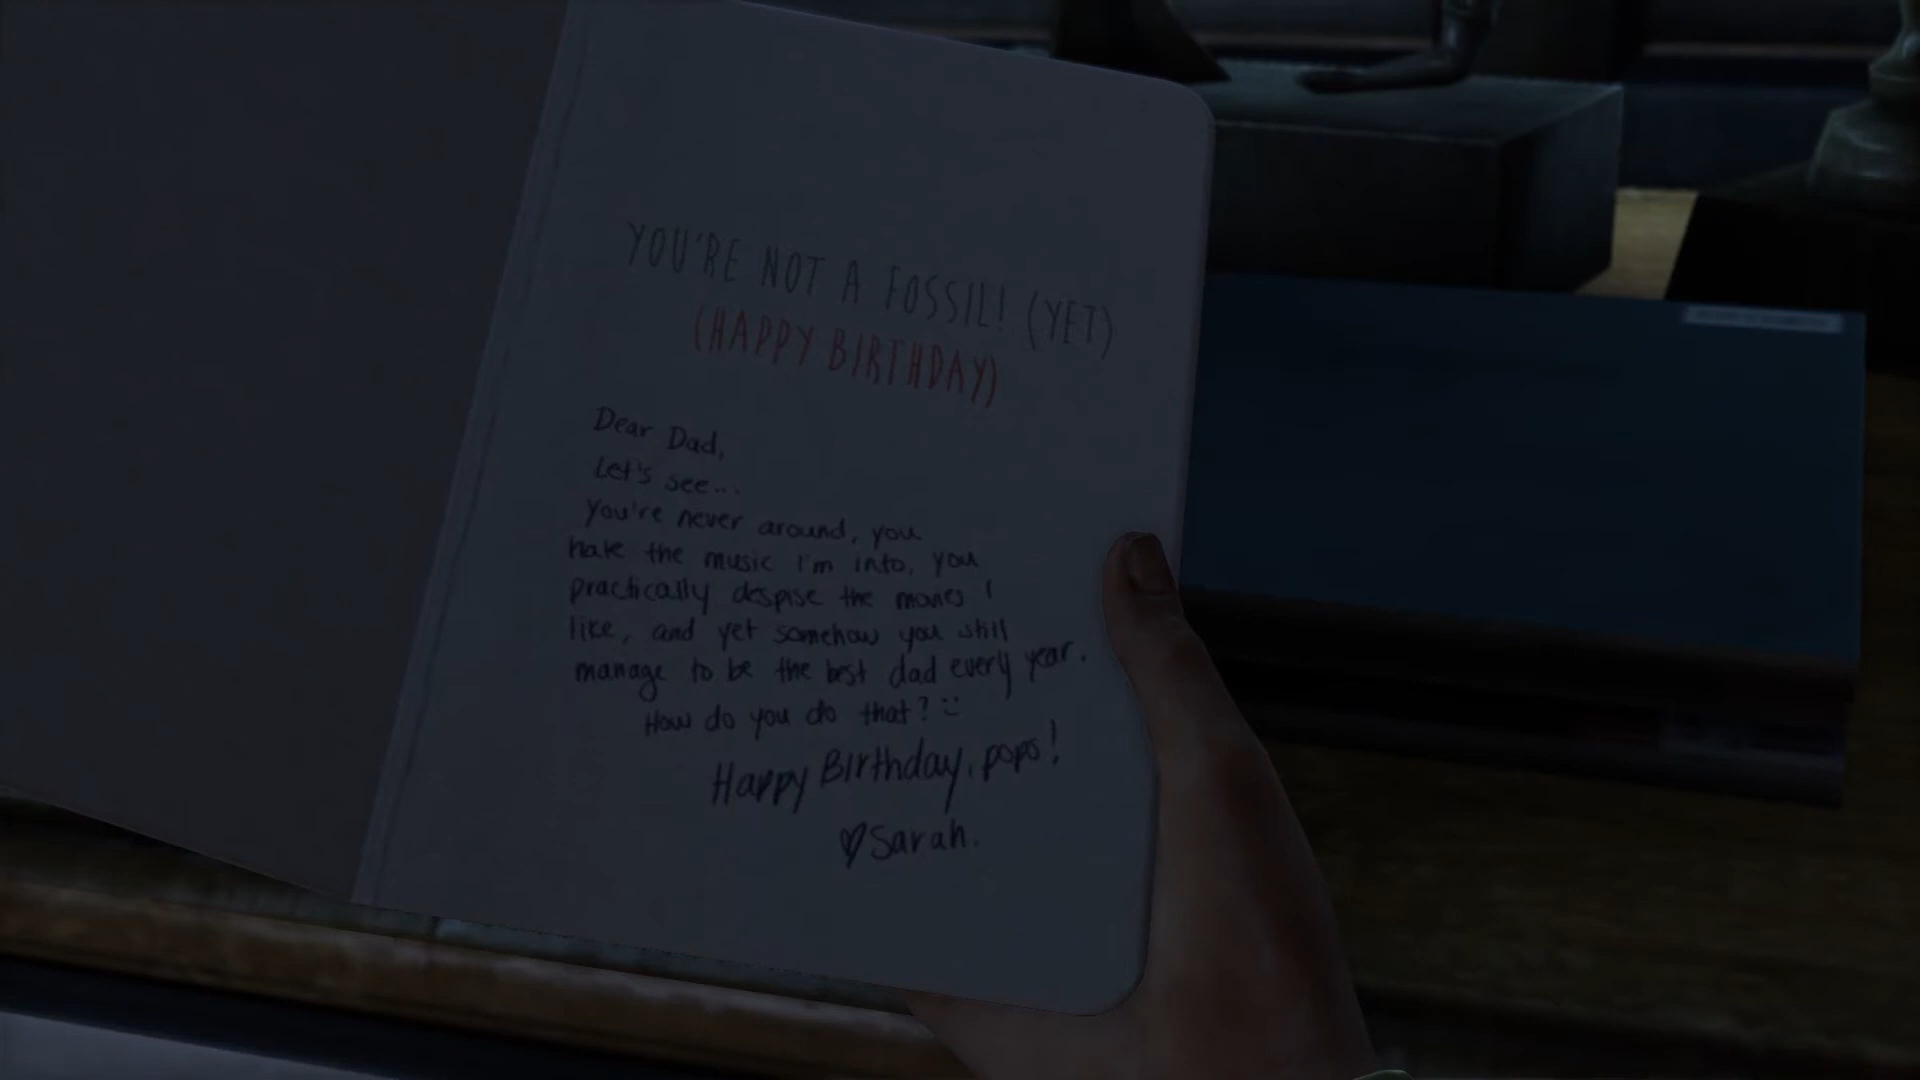 YOU'RE NOT A FOSSIL! (YET)
(HAPPY BIRTHDAY)
Dear Dad,
Let's see...
You're never around, you
hate the music I'm into, you
practically despise the movies I
like, and yet somehow you still
manage to be the best dad every year.
How do you do that? :)
Happy Birthday, pops!
♡ Sarah.